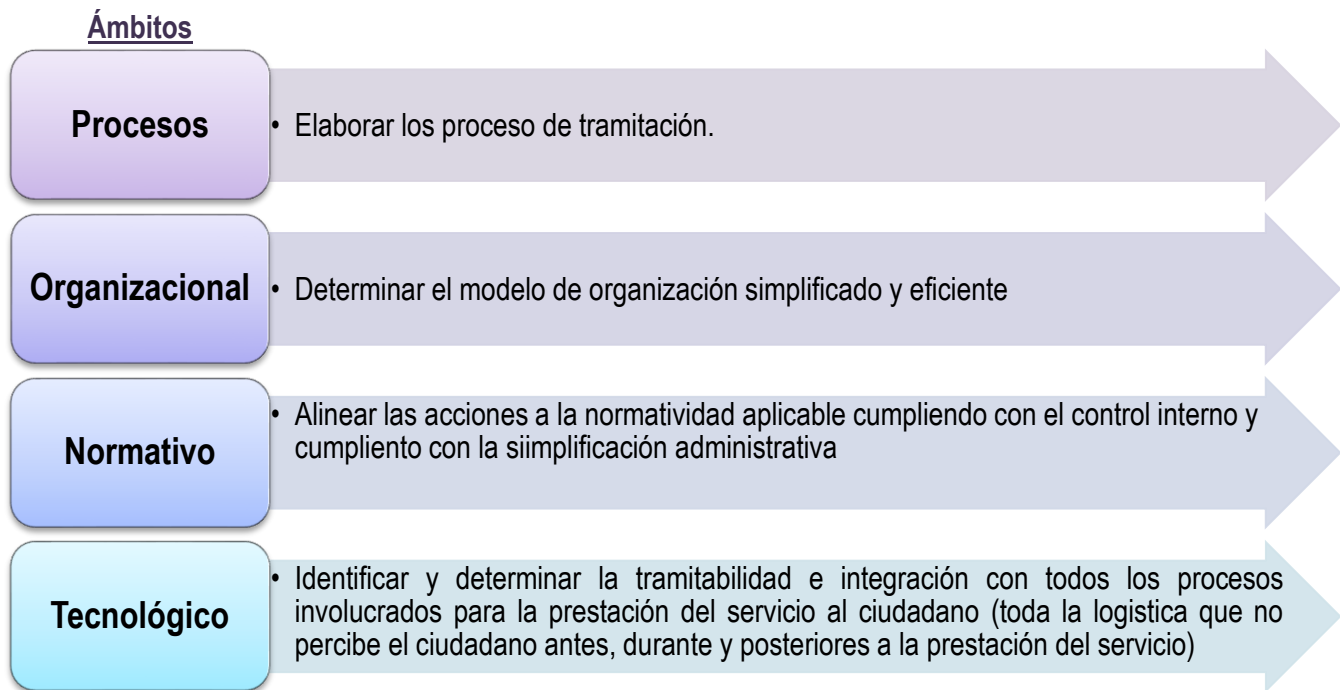 Ámbitos
Procesos
• Elaborar los proceso de tramitación.
Organizacional
• Determinar el modelo de organización simplificado y eficiente
Normativo
• Alinear las acciones a la normatividad aplicable cumpliendo con el control interno y
cumpliento con la siimplificación administrativa
Tecnológico
• Identificar y determinar la tramitabilidad e integración con todos los procesos
involucrados para la prestación del servicio al ciudadano (toda la logistica que no
percibe el ciudadano antes, durante y posteriores a la prestación del servicio)